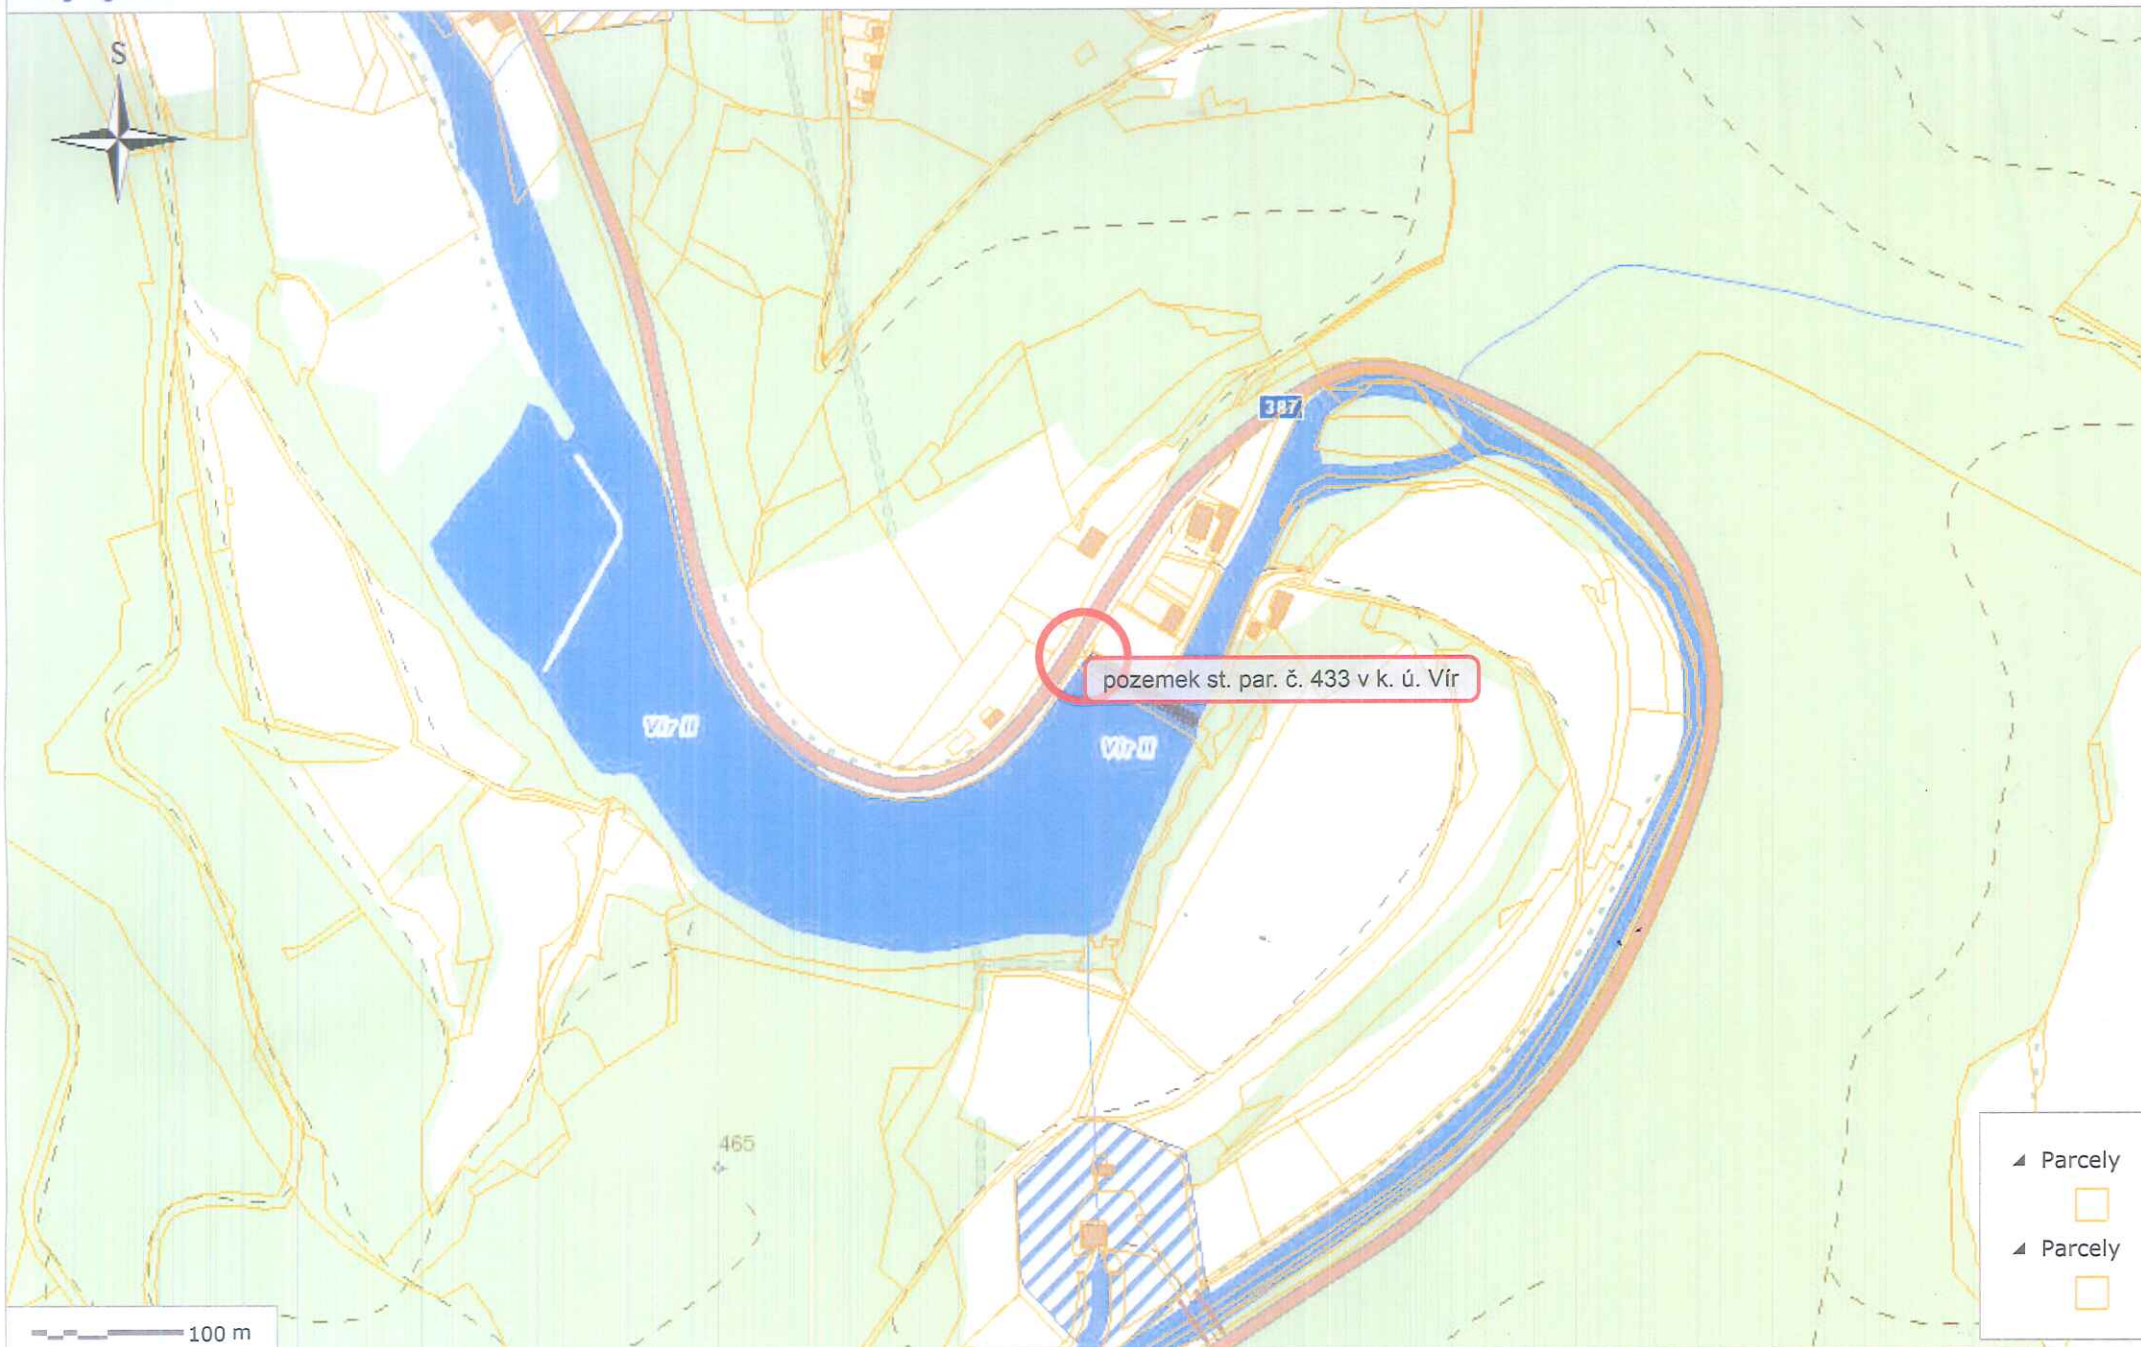 S
387
pozemek st. par. č. 433 v k. ú. Vír
Vír II
Vír II
465
Parcely
Parcely
100 m